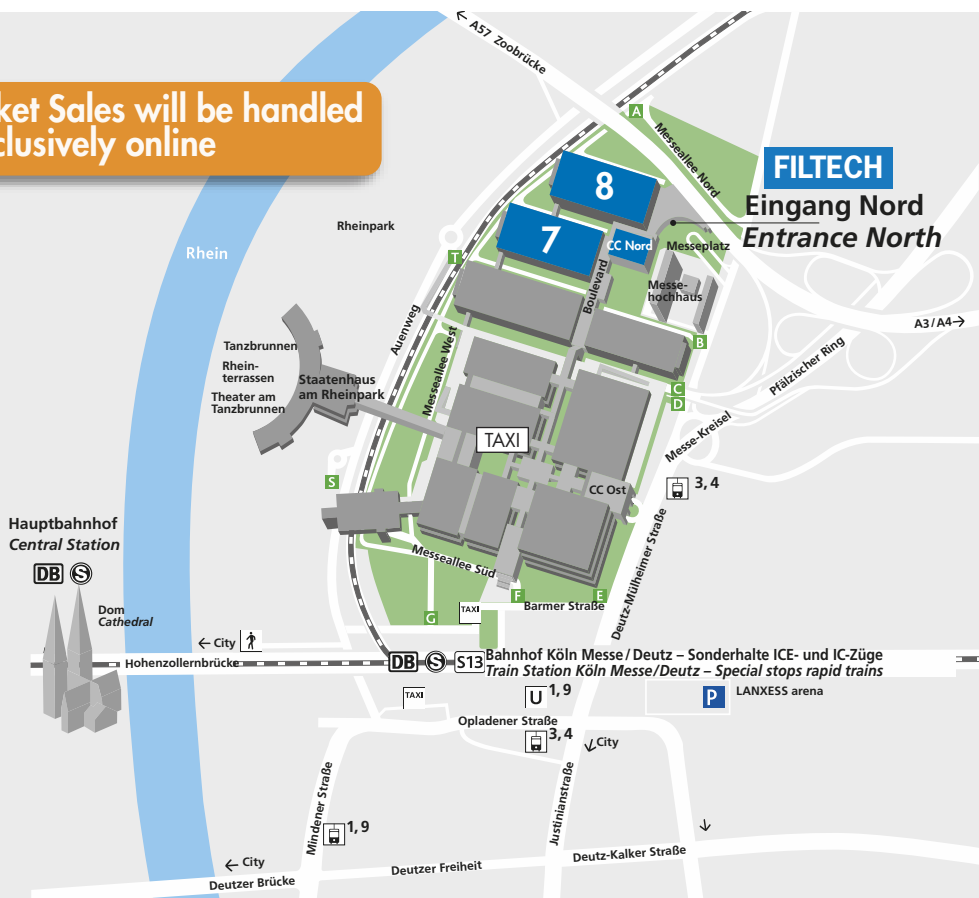 ← A57 Zoobrücke
ket Sales will be handled
clusively online
A
Messeallee Nord
FILTECH
Eingang Nord
Entrance North
8
7
CC Nord
Messeplatz
Rheinpark
Rhein
T
Boulevard
Messe-
hochhaus
Auenweg
Messeallee West
B
A3/A4→
Pfälzischer Ring
Tanzbrunnen
Rhein-
terrassen
Theater am
Tanzbrunnen
Staatenhaus
am Rheinpark
C
D
Messe-Kreisel
TAXI
S
CC Ost
3, 4
Hauptbahnhof
Central Station
DB S
Messeallee Süd
Deutz-Mülheimer Straße
F
E
Barmer Straße
TAXI
G
Dom
Cathedral
← City
Hohenzollernbrücke
DB S S13
Bahnhof Köln Messe/Deutz – Sonderhalte ICE- und IC-Züge
Train Station Köln Messe/Deutz – Special stops rapid trains
TAXI
U 1, 9
P LANXESS arena
Opladener Straße
3, 4
↙City
Mindener Straße
Justinianstraße
1, 9
← City
Deutzer Brücke
Deutzer Freiheit
Deutz-Kalker Straße